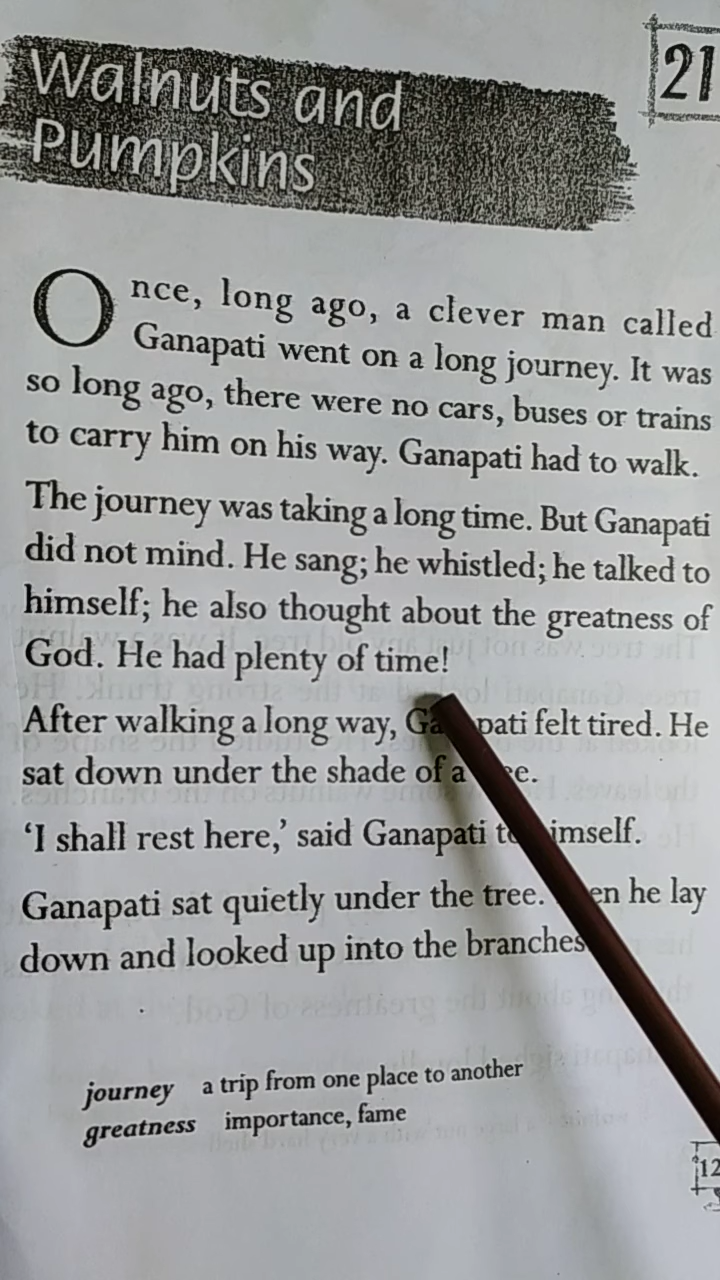 21
Walnuts and
Pumpkins
Once, long ago, a clever man called
Ganapati went on a long journey. It was
so long ago, there were no cars, buses or trains
to carry him on his way. Ganapati had to walk.
The journey was taking a long time. But Ganapati
did not mind. He sang; he whistled; he talked to
himself; he also thought about the greatness of
God. He had plenty of time!
After walking a long way, Ganapati felt tired. He
sat down under the shade of a tree.
‘I shall rest here,’ said Ganapati to himself.
Ganapati sat quietly under the tree. Then he lay
down and looked up into the branches
journey a trip from one place to another
greatness importance, fame